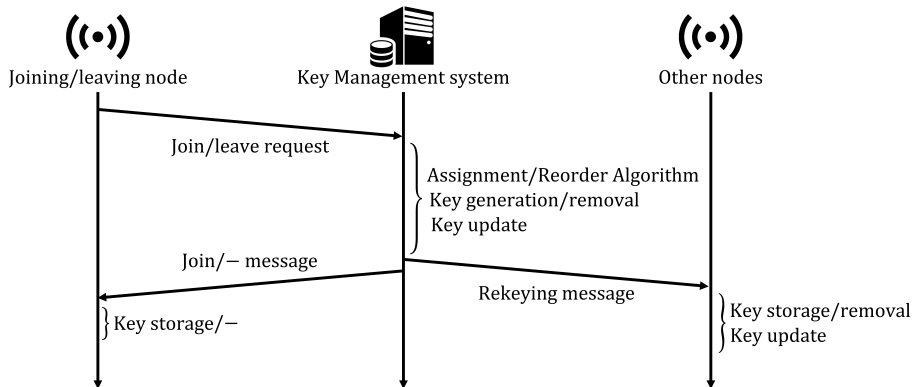 Joining/leaving node
Key Management system
Other nodes
Join/leave request
Assignment/Reorder Algorithm
Key generation/removal
Key update
Join/− message
Rekeying message
Key storage/−
Key storage/removal
Key update